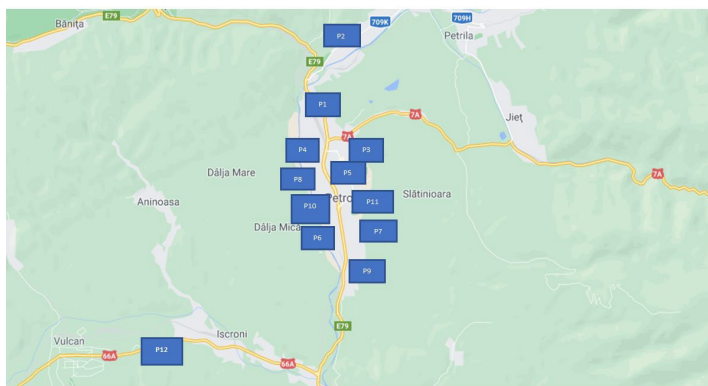 E79
Bănița
P2
709K
709H
Petrila
E79
P1
7A
7A
Jieț
P4
P3
Dâlja Mare
P8
P5
7A
Aninoasa
Slătinioara
P10
Petro
P11
Dâlja Mică
P6
P7
P9
E79
Vulcan
Iscroni
66A
P12
66A